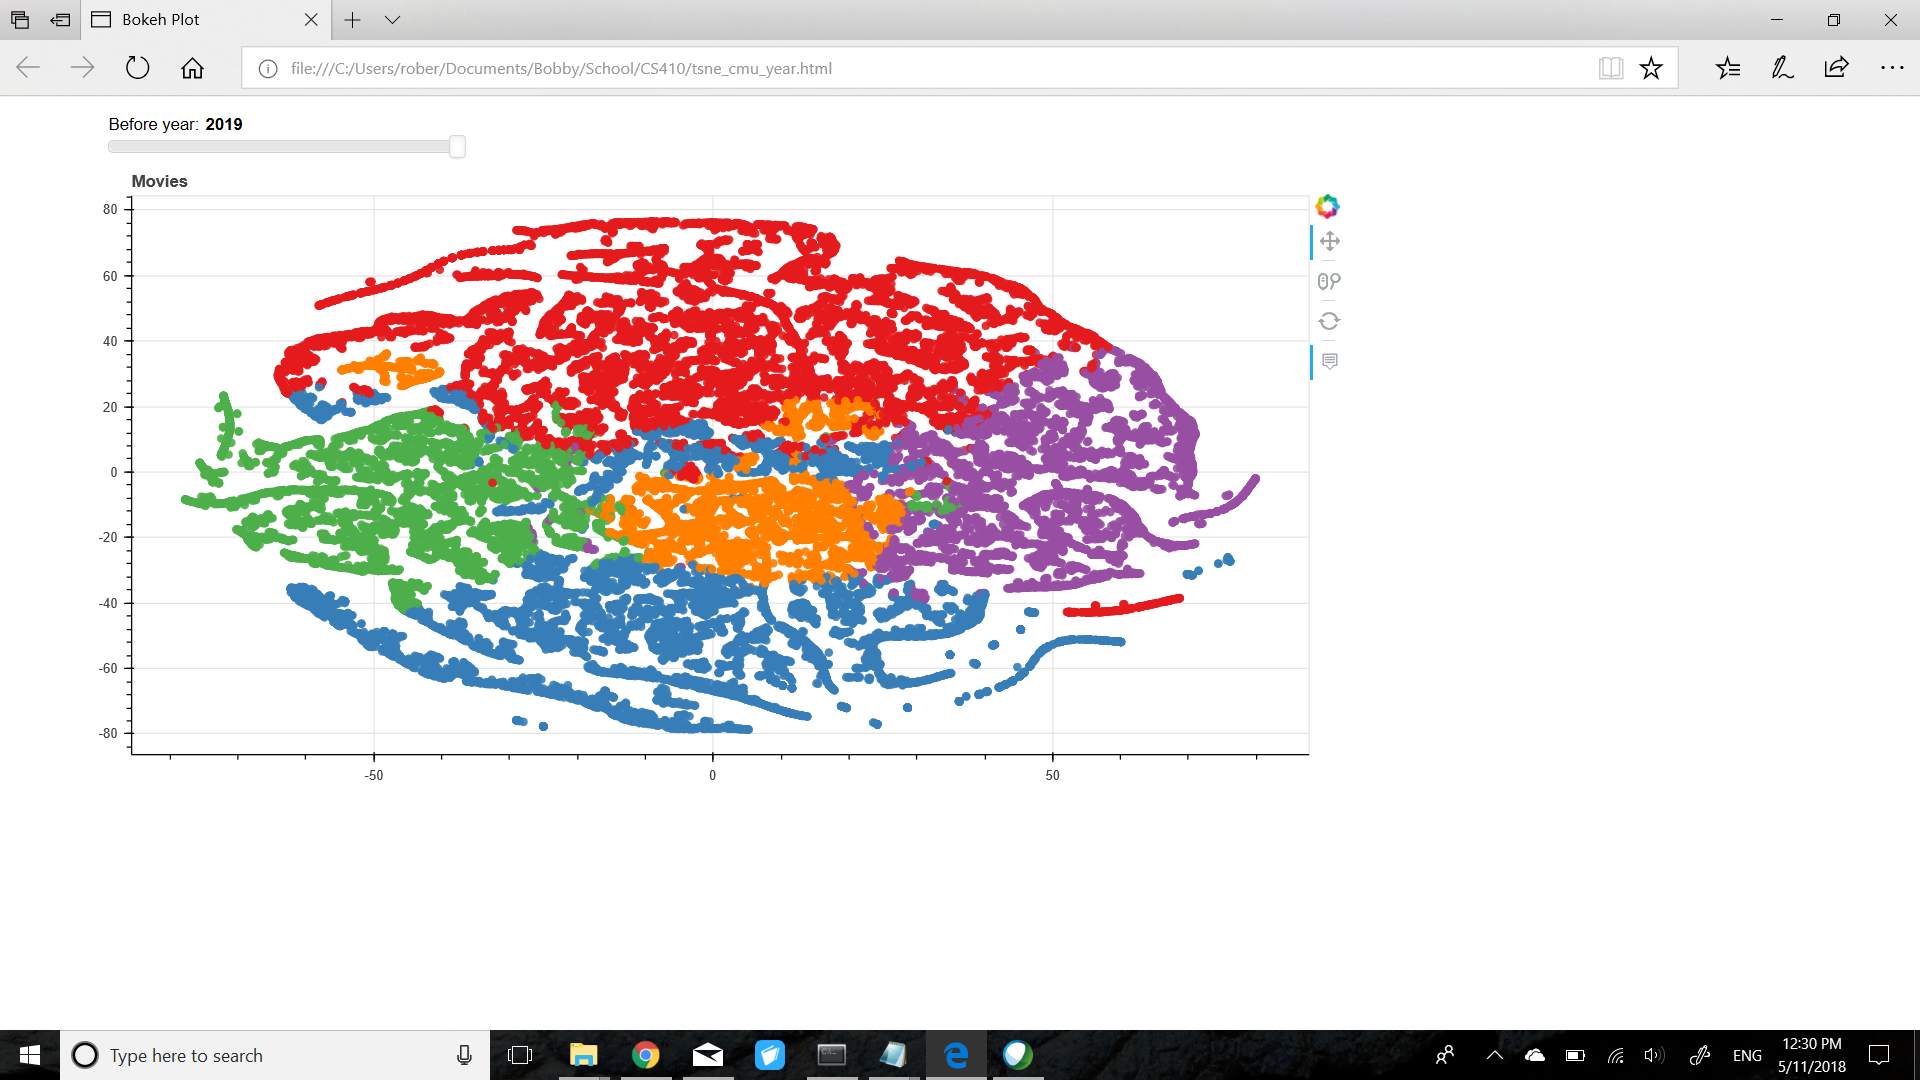 Bokeh Plot
file:///C:/Users/rober/Documents/Bobby/School/CS410/tsne_cmu_year.html
Before year: 2019
Movies
80
60
40
20
0
-20
-40
-60
-80
-50
0
50
Type here to search
ENG
12:30 PM
5/11/2018